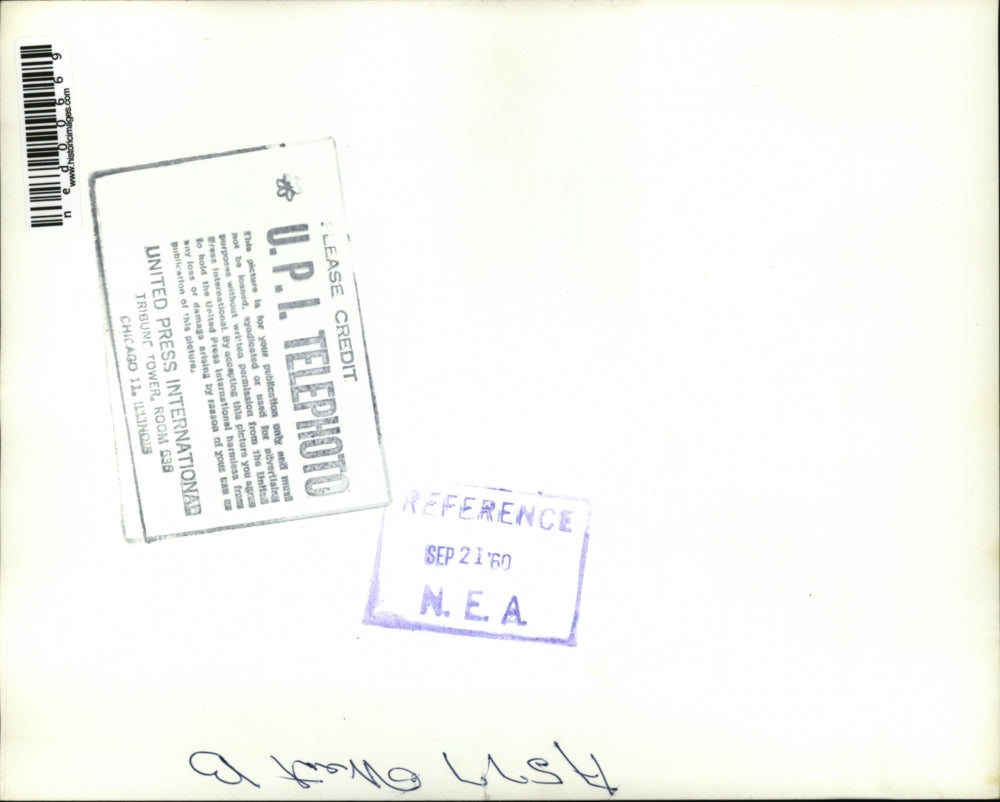 ned00669
www.historicimages.com
PLEASE CREDIT
U.P.I. TELEPHOTO
This picture is for your publication only and must
not be loaned, syndicated or used for advertising
purposes without written permission from the United
Press International. By accepting this picture you agree
to hold the United Press International harmless from
any loss or damage arising by reason of your use or
publication of this picture.
UNITED PRESS INTERNATIONAL
TRIBUNE TOWER, ROOM 638
CHICAGO 11, ILLINOIS
REFERENCE
SEP 21 '60
N. E. A.